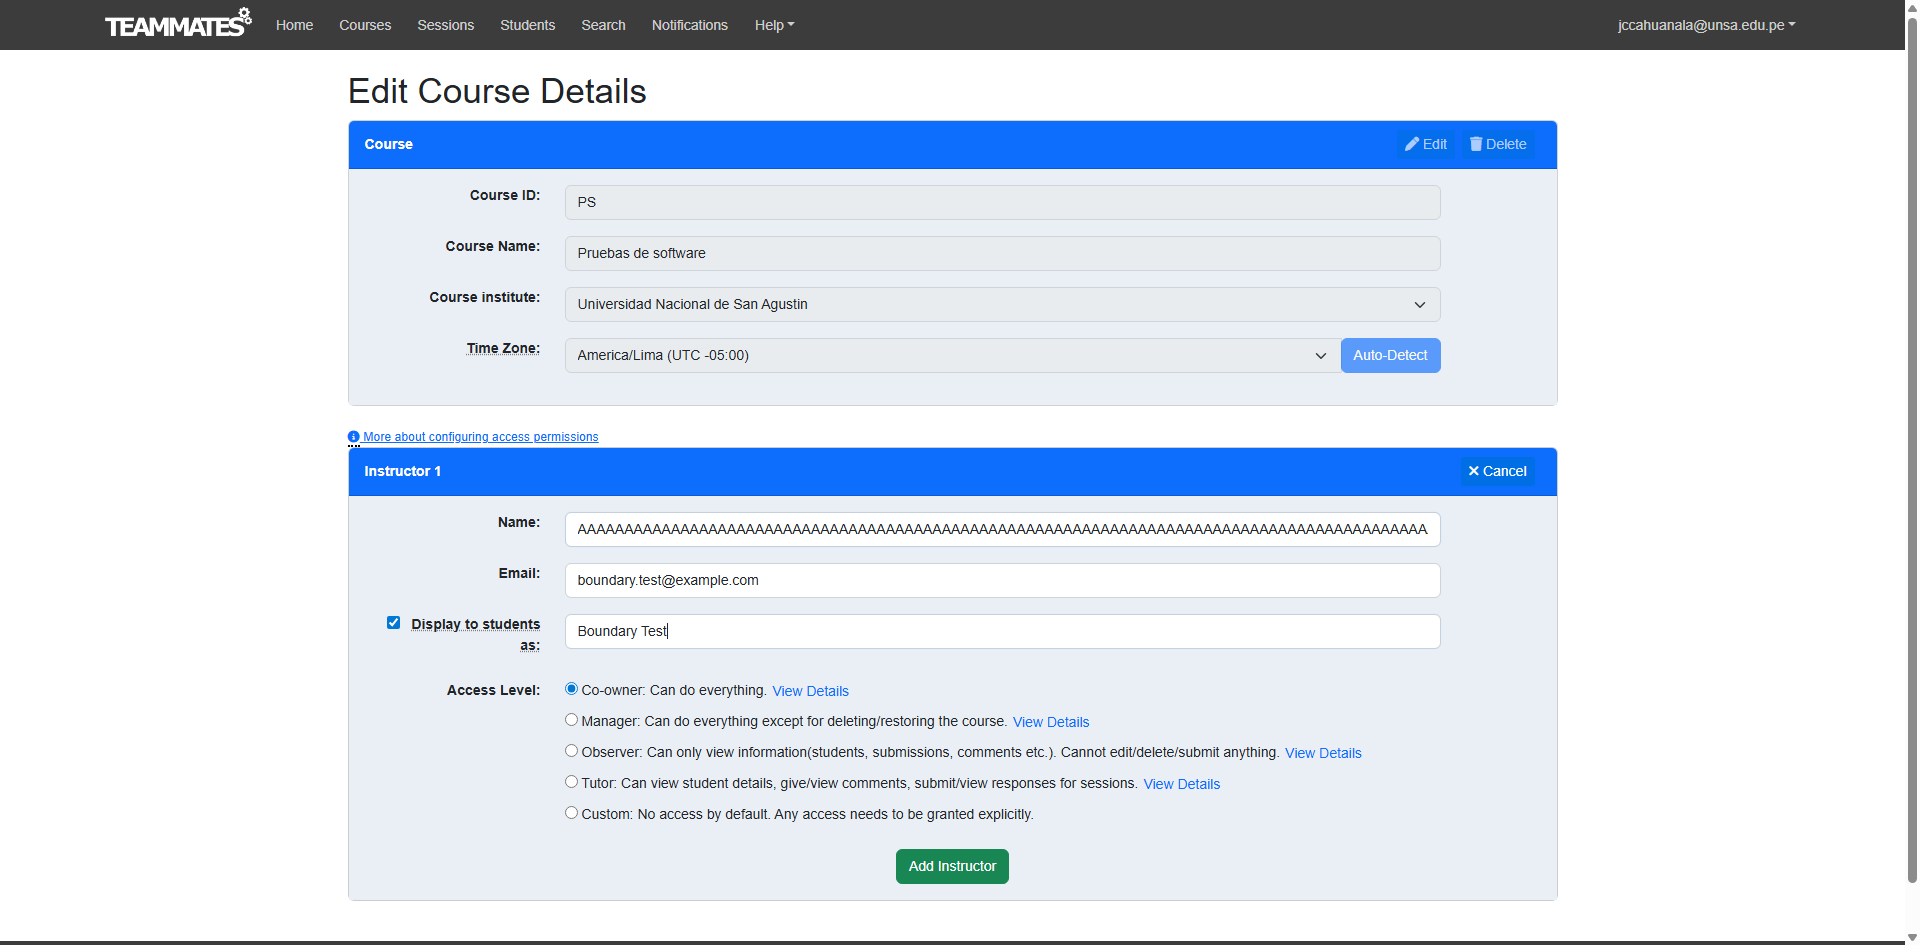 TEAMMATES Home Courses Sessions Students Search Notifications Help jccahuanala@unsa.edu.pe
Edit Course Details
Course Edit Delete
Course ID: PS
Course Name: Pruebas de software
Course institute: Universidad Nacional de San Agustin
Time Zone: America/Lima (UTC -05:00) Auto-Detect
More about configuring access permissions
Instructor 1 Cancel
Name: AAAAAAAAAAAAAAAAAAAAAAAAAAAAAAAAAAAAAAAAAAAAAAAAAAAAAAAAAAAAAAAAAAAAAAAAAAAAAAAAAAAAAAAAAAA
Email: boundary.test@example.com
Display to students as: Boundary Test
Access Level: Co-owner: Can do everything. View Details
Manager: Can do everything except for deleting/restoring the course. View Details
Observer: Can only view information(students, submissions, comments etc.). Cannot edit/delete/submit anything. View Details
Tutor: Can view student details, give/view comments, submit/view responses for sessions. View Details
Custom: No access by default. Any access needs to be granted explicitly.
Add Instructor